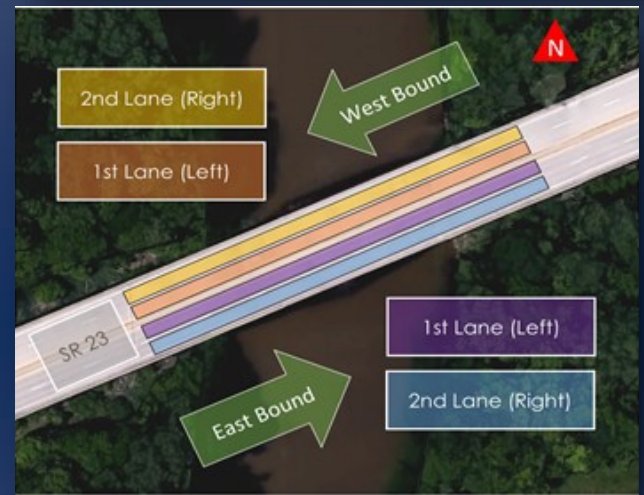 N
2nd Lane (Right)
West Bound
1st Lane (Left)
SR 23
1st Lane (Left)
East Bound
2nd Lane (Right)